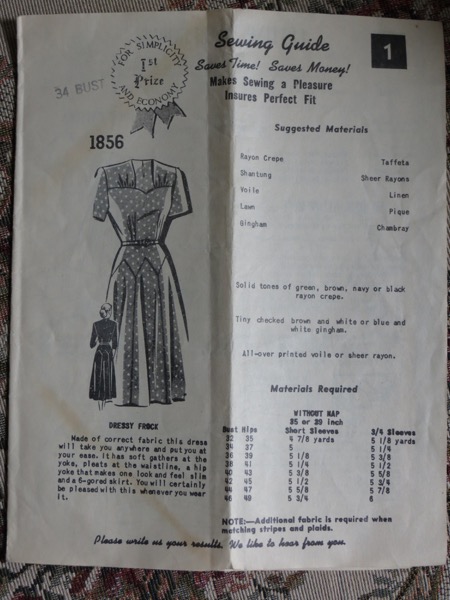 34 BUST
FOR SIMPLICITY
1st
Prize
AND ECONOMY
1856
DRESSY FROCK
Made of correct fabric this dress
will take you anywhere and put you at
your ease. It has soft gathers at the
yoke, pleats at the waistline, a hip
yoke that makes one look and feel slim
and a 6-gored skirt. You will certainly
be pleased with this whenever you wear
it.
Sewing Guide
Saves Time! Saves Money!
Makes Sewing a Pleasure
Insures Perfect Fit
1
Suggested Materials
Rayon Crepe Taffeta
Shantung Sheer Rayons
Voile Linen
Lawn Pique
Gingham Chambray
Solid tones of green, brown, navy or black
rayon crepe.
Tiny checked brown and white or blue and
white gingham.
All-over printed voile or sheer rayon.
Materials Required
WITHOUT NAP
35 or 39 inch
Bust Hips Short Sleeves 3/4 Sleeves
32 35 4 7/8 yards 5 1/8 yards
34 37 5 5 1/4
36 39 5 1/8 5 3/8
38 41 5 1/4 5 1/2
40 43 5 3/8 5 5/8
42 45 5 1/2 5 3/4
44 47 5 5/8 5 7/8
46 49 5 3/4 6
NOTE:—Additional fabric is required when
matching stripes and plaids.
Please write us your results. We like to hear from you.